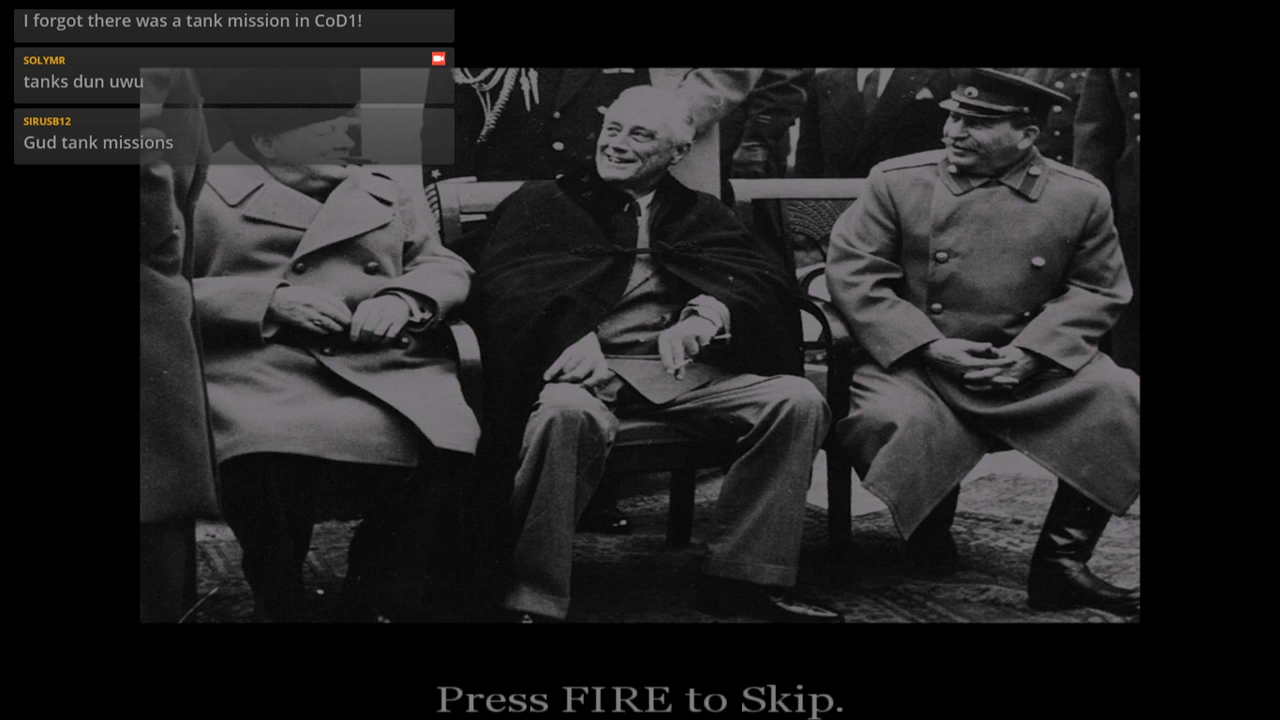 I forgot there was a tank mission in CoD1!
SOLYMR
tanks dun uwu
SIRUSB12
Gud tank missions
Press FIRE to Skip.